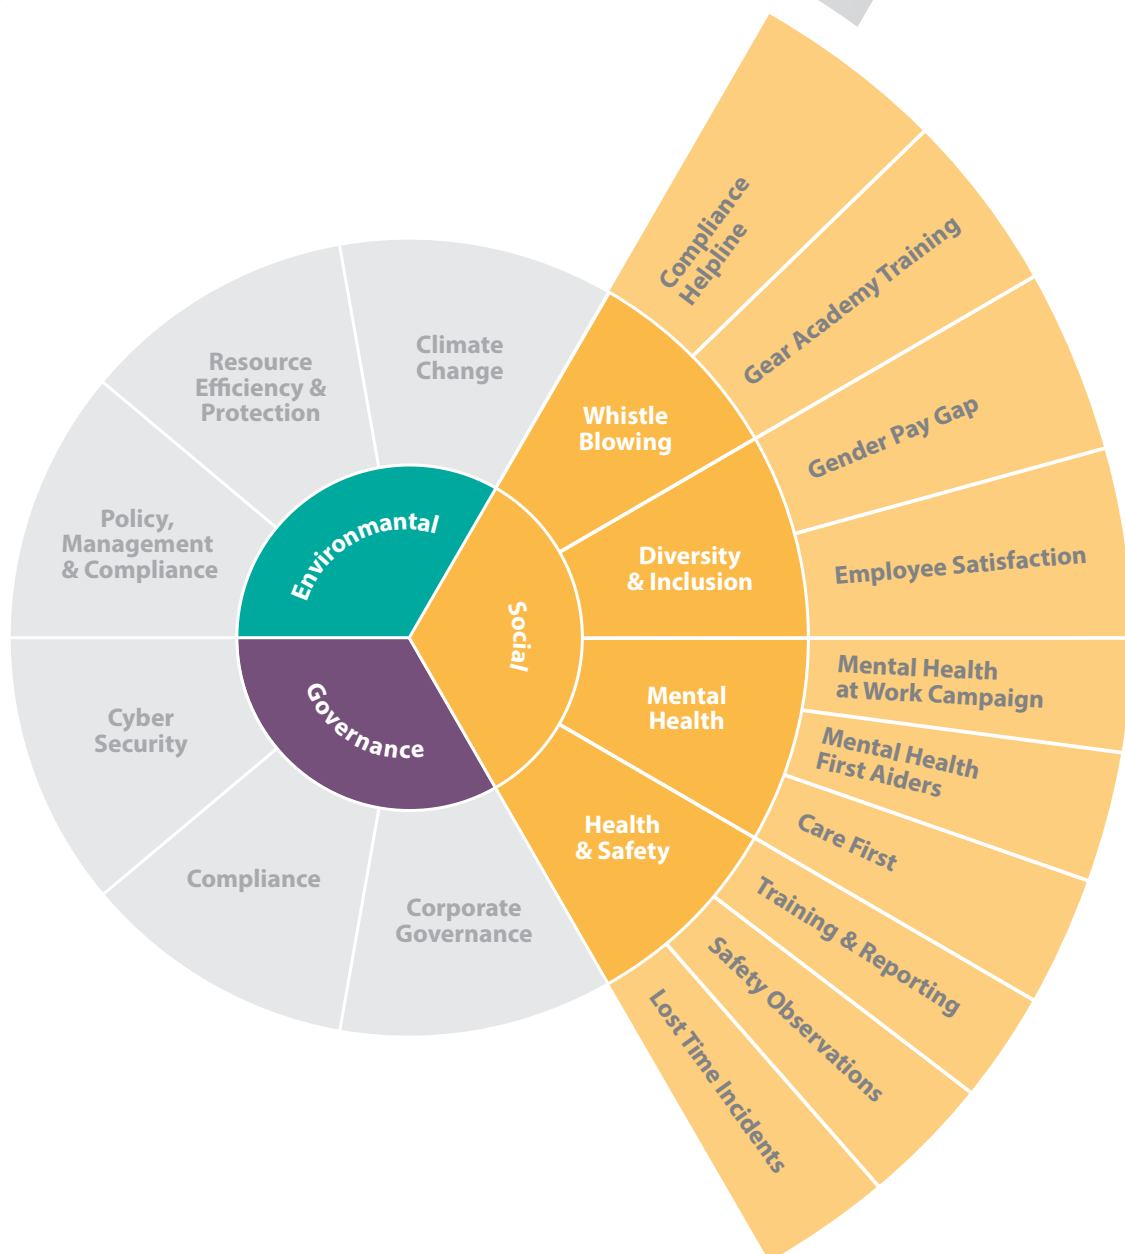 Environmantal
Social
Governance
Climate
Change
Resource
Efficiency &
Protection
Policy,
Management
& Compliance
Cyber
Security
Compliance
Corporate
Governance
Whistle
Blowing
Diversity
& Inclusion
Mental
Health
Health
& Safety
Compliance
Helpline
Gear Academy Training
Gender Pay Gap
Employee Satisfaction
Mental Health
at Work Campaign
Mental Health
First Aiders
Care First
Training & Reporting
Safety Observations
Lost Time Incidents